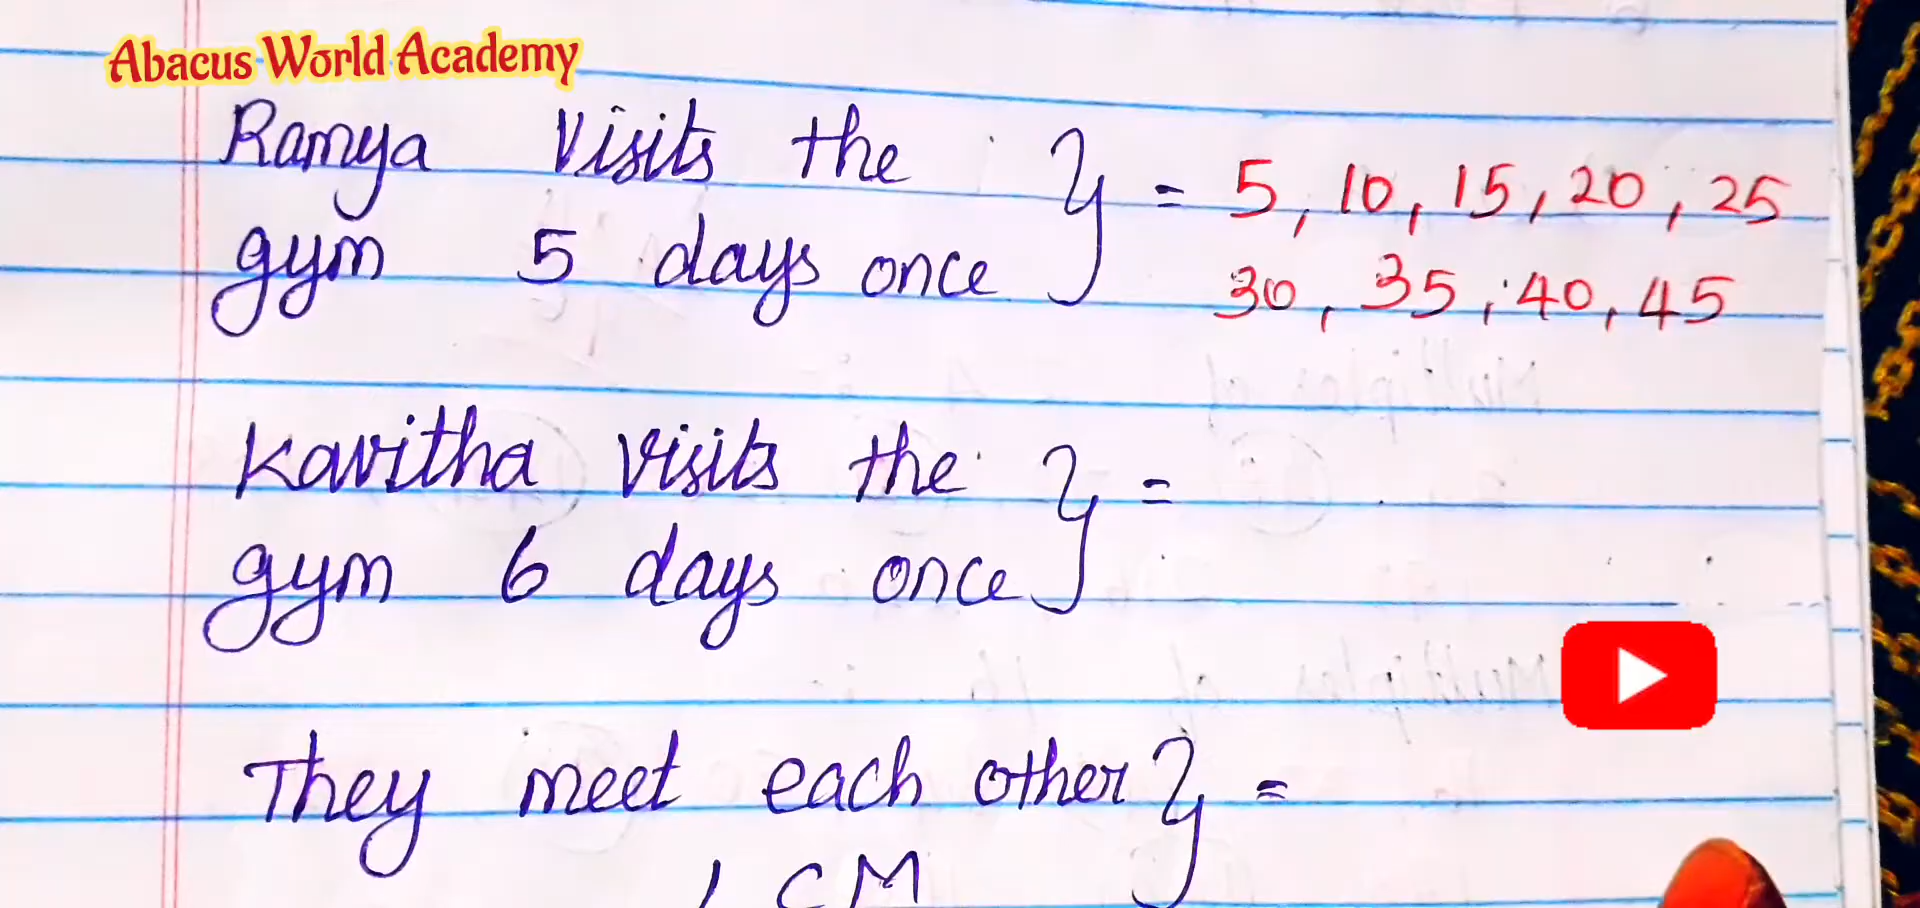 Abacus World Academy
Ramya Visits the } = 5, 10, 15, 20, 25
gym 5 days once 30, 35, 40, 45
Kavitha visits the } =
gym 6 days once
They meet each other } =
LCM